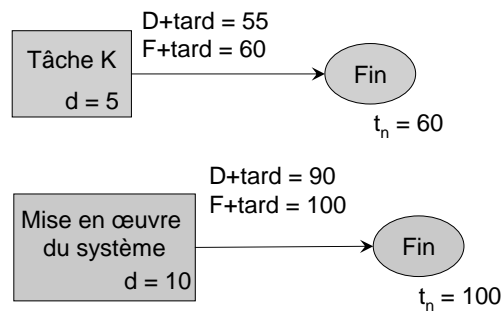 D+tard = 55
F+tard = 60
Tâche K
d = 5
Fin
tn = 60
D+tard = 90
F+tard = 100
Mise en œuvre
du système
d = 10
Fin
tn = 100